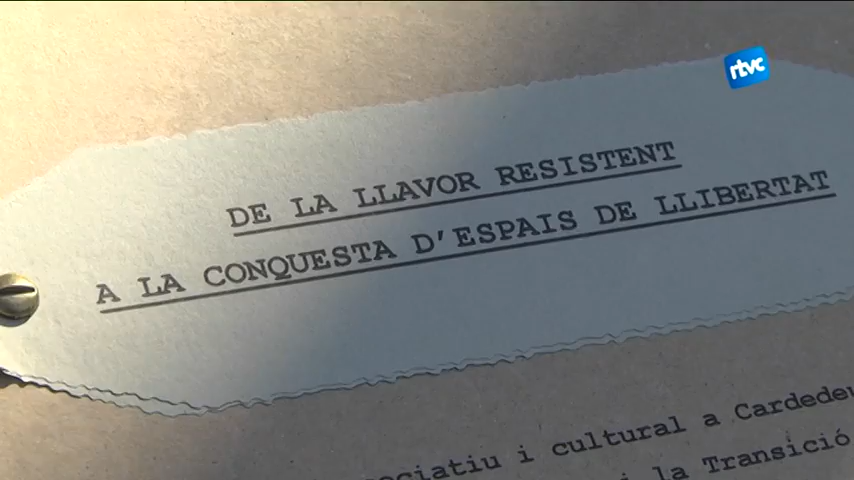 rtvc
DE LA LLAVOR RESISTENT
A LA CONQUESTA D'ESPAIS DE LLIBERTAT
i cultural a Cardedeu
i la Transició